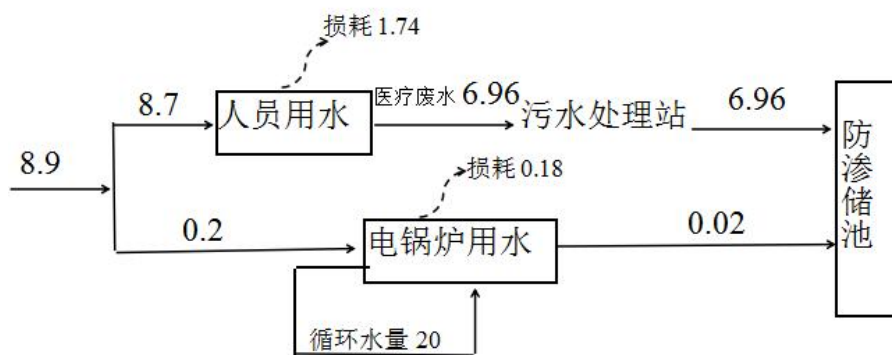 损耗 1.74
8.7
人员用水
医疗废水 6.96
污水处理站
6.96
防渗储池
8.9
损耗 0.18
0.2
电锅炉用水
0.02
循环水量 20